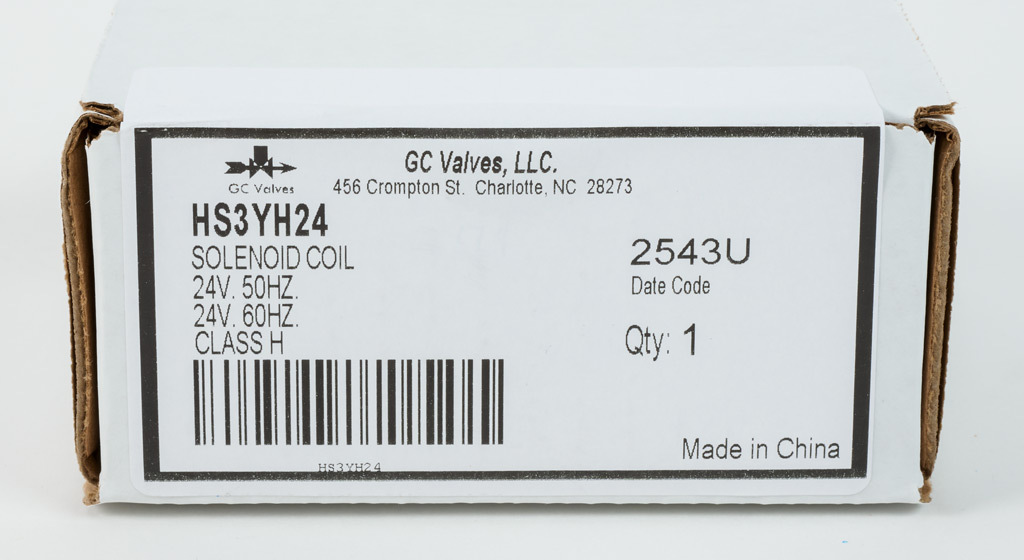 GC Valves
GC Valves, LLC.
456 Crompton St. Charlotte, NC 28273
HS3YH24
SOLENOID COIL
24V. 50HZ.
24V. 60HZ.
CLASS H
2543U
Date Code
Qty: 1
HS3YH24
Made in China